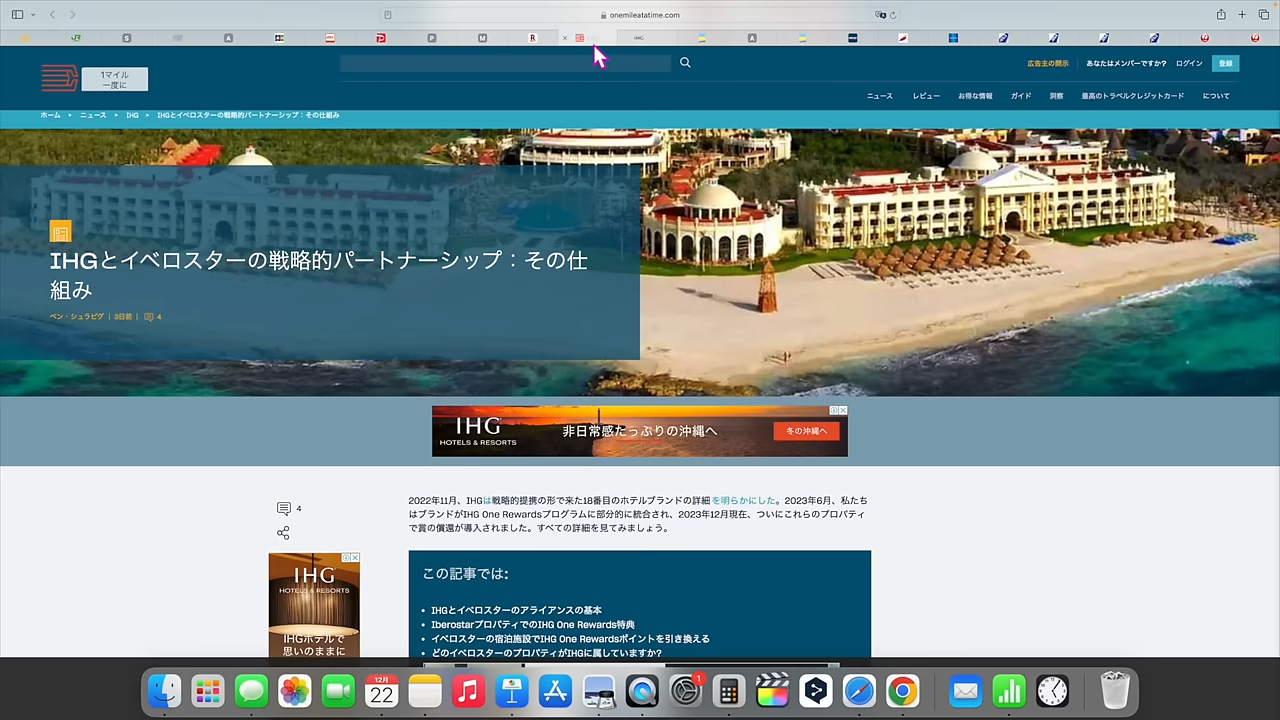 onemileatatime.com
IHG
1マイル
一度に
広告主の開示
あなたはメンバーですか?
ログイン
登録
ニュース
レビュー
お得な情報
ガイド
洞察
最高のトラベルクレジットカード
について
ホーム > ニュース > IHG > IHGとイベロスターの戦略的パートナーシップ：その仕組み
IHGとイベロスターの戦略的パートナーシップ：その仕
組み
ベン・シュラピグ | 3日前 | 4
IHG
HOTELS & RESORTS
非日常感たっぷりの沖縄へ
冬の沖縄へ
4
2022年11月、IHGは戦略的提携の形で来た18番目のホテルブランドの詳細を明らかにした。2023年6月、私たち
はブランドがIHG One Rewardsプログラムに部分的に統合され、2023年12月現在、ついにこれらのプロパティ
で賞の償還が導入されました。すべての詳細を見てみましょう。
IHG
HOTELS & RESORTS
IHGホテルで
思いのままに
この記事では:
• IHGとイベロスターのアライアンスの基本
• IberostarプロパティでのIHG One Rewards特典
• イベロスターの宿泊施設でIHG One Rewardsポイントを引き換える
• どのイベロスターのプロパティがIHGに属していますか?
12月
22
1